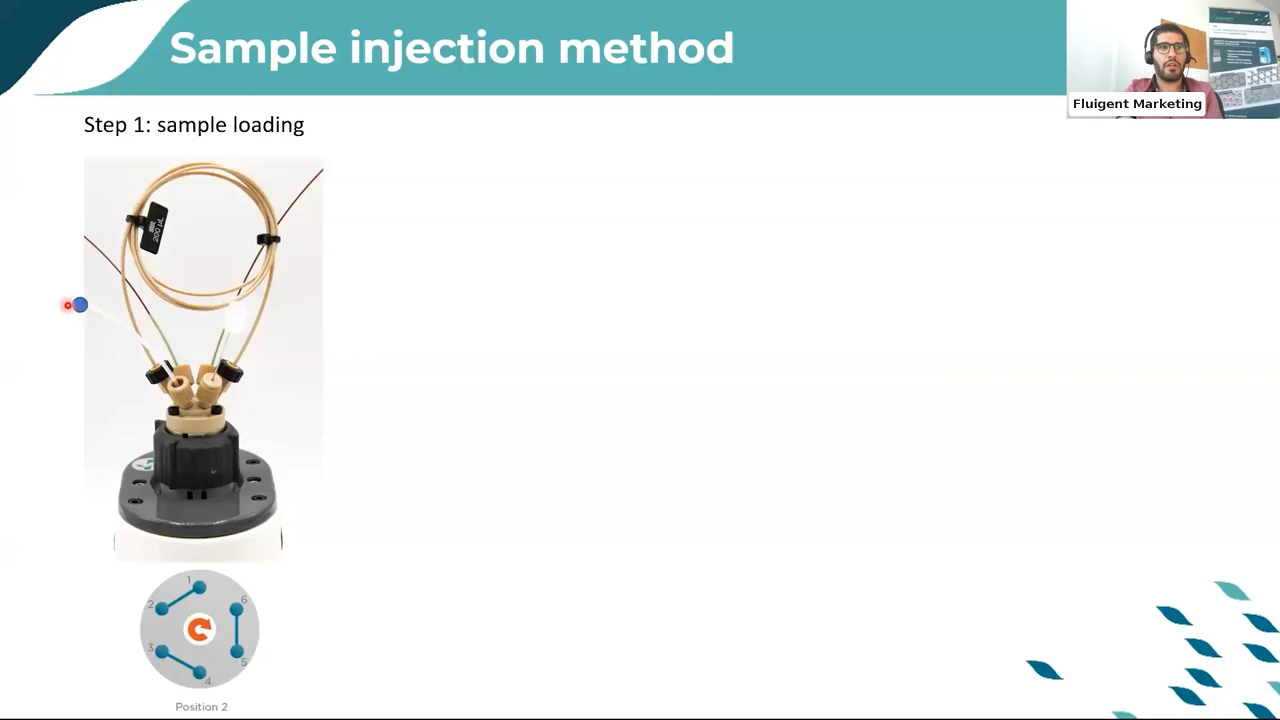 Sample injection method
Fluigent Marketing
Step 1: sample loading
200 µL
1
2
6
3
5
4
Position 2